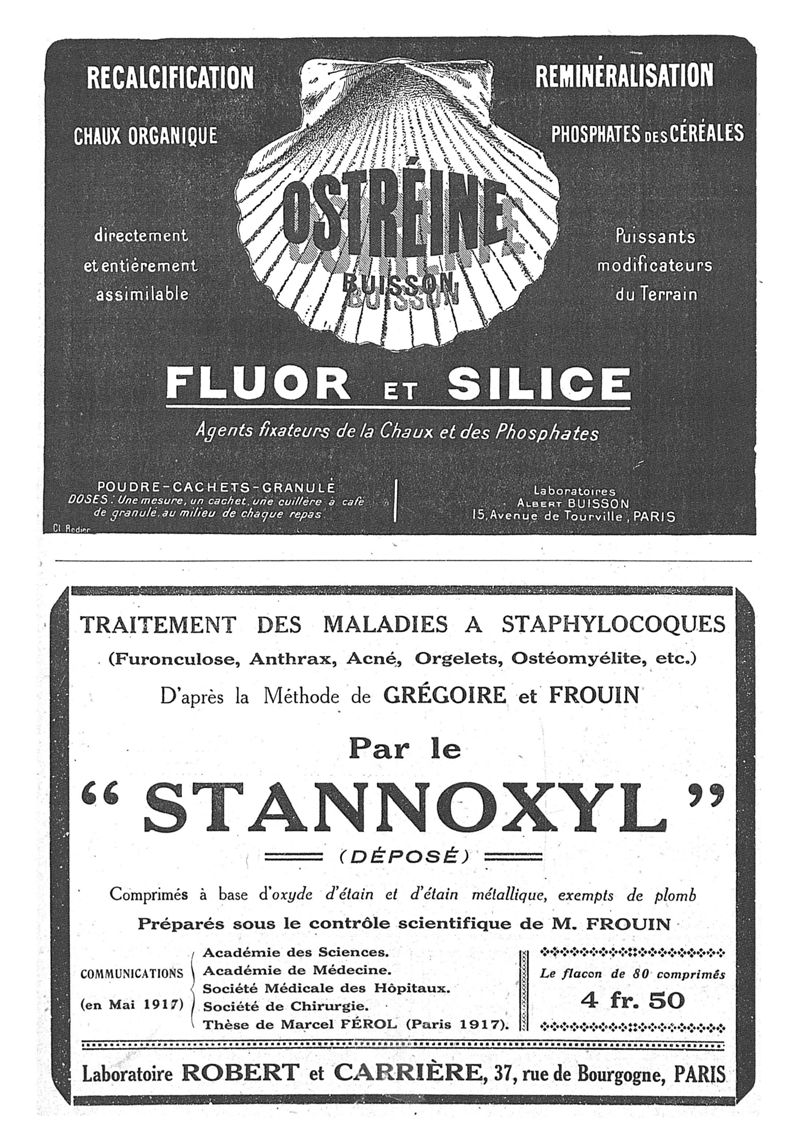 RECALCIFICATION
REMINÉRALISATION
CHAUX ORGANIQUE
PHOSPHATES DES CÉRÉALES
OSTRÉINE
BUISSON
directement
et entièrement
assimilable
Puissants
modificateurs
du Terrain
FLUOR ET SILICE
Agents fixateurs de la Chaux et des Phosphates
POUDRE-CACHETS-GRANULÉ
DOSES: Une mesure, un cachet, une cuillère à café
de granulé, au milieu de chaque repas
Laboratoires
ALBERT BUISSON
15, Avenue de Tourville, PARIS
Cl. Redier
TRAITEMENT DES MALADIES A STAPHYLOCOQUES
(Furonculose, Anthrax, Acné, Orgelets, Ostéomyélite, etc.)
D'après la Méthode de GRÉGOIRE et FROUIN
Par le
“ STANNOXYL ”
(DÉPOSÉ)
Comprimés à base d'oxyde d'étain et d'étain métallique, exempts de plomb
Préparés sous le contrôle scientifique de M. FROUIN
COMMUNICATIONS
(en Mai 1917)
Académie des Sciences.
Académie de Médecine.
Société Médicale des Hôpitaux.
Société de Chirurgie.
Thèse de Marcel FÉROL (Paris 1917).
Le flacon de 80 comprimés
4 fr. 50
Laboratoire ROBERT et CARRIÈRE, 37, rue de Bourgogne, PARIS